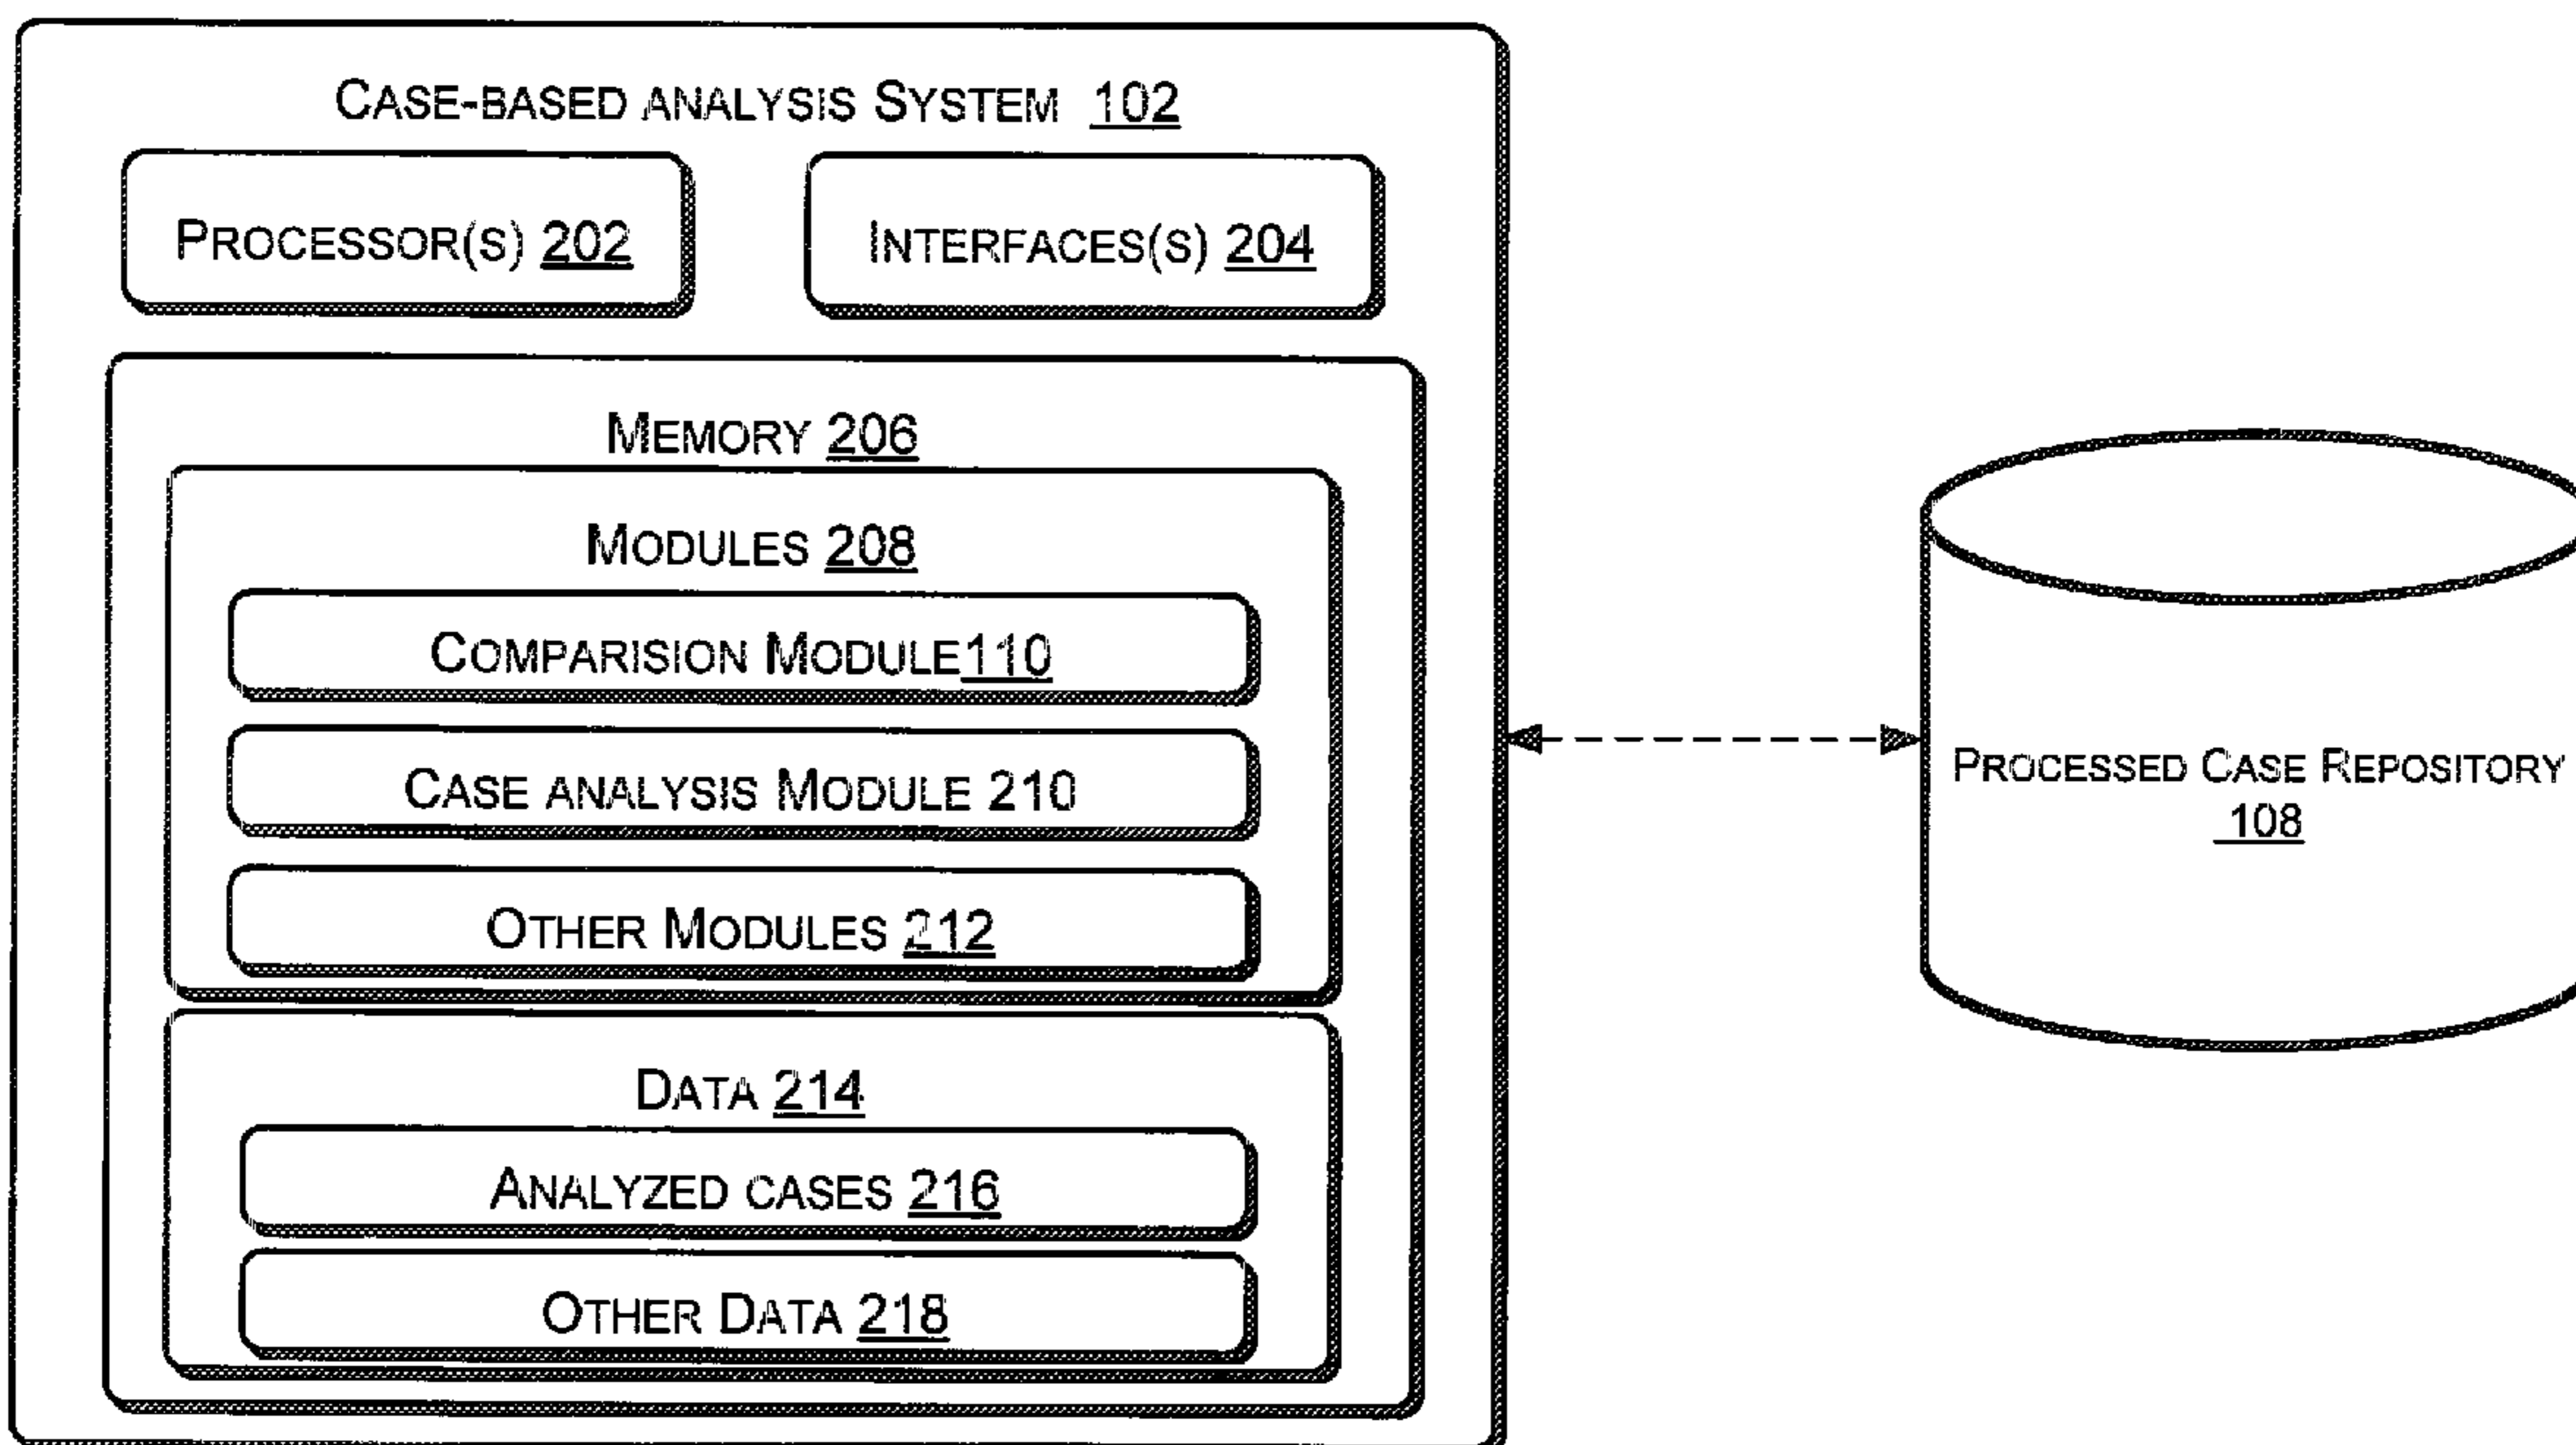 CASE-BASED ANALYSIS SYSTEM 102
PROCESSOR(S) 202
INTERFACES(S) 204
MEMORY 206
MODULES 208
COMPARISION MODULE110
CASE ANALYSIS MODULE 210
OTHER MODULES 212
DATA 214
ANALYZED CASES 216
OTHER DATA 218
PROCESSED CASE REPOSITORY
108